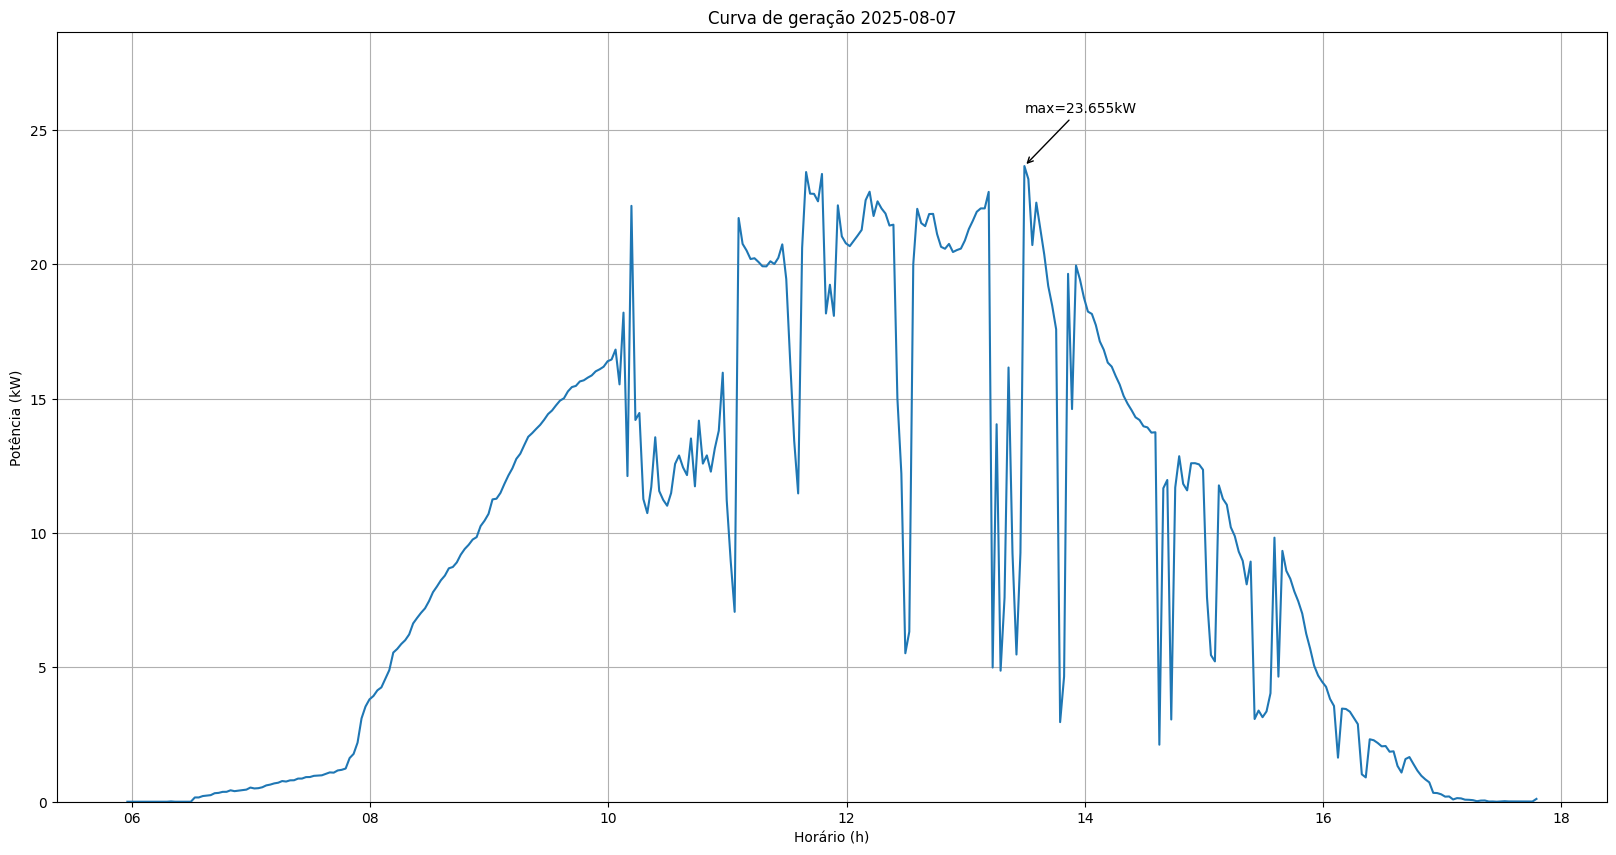 Curva de geração 2025-08-07
max=23.655kW
Potência (kW)
25
20
15
10
5
0
06 08 10 12 14 16 18
Horário (h)